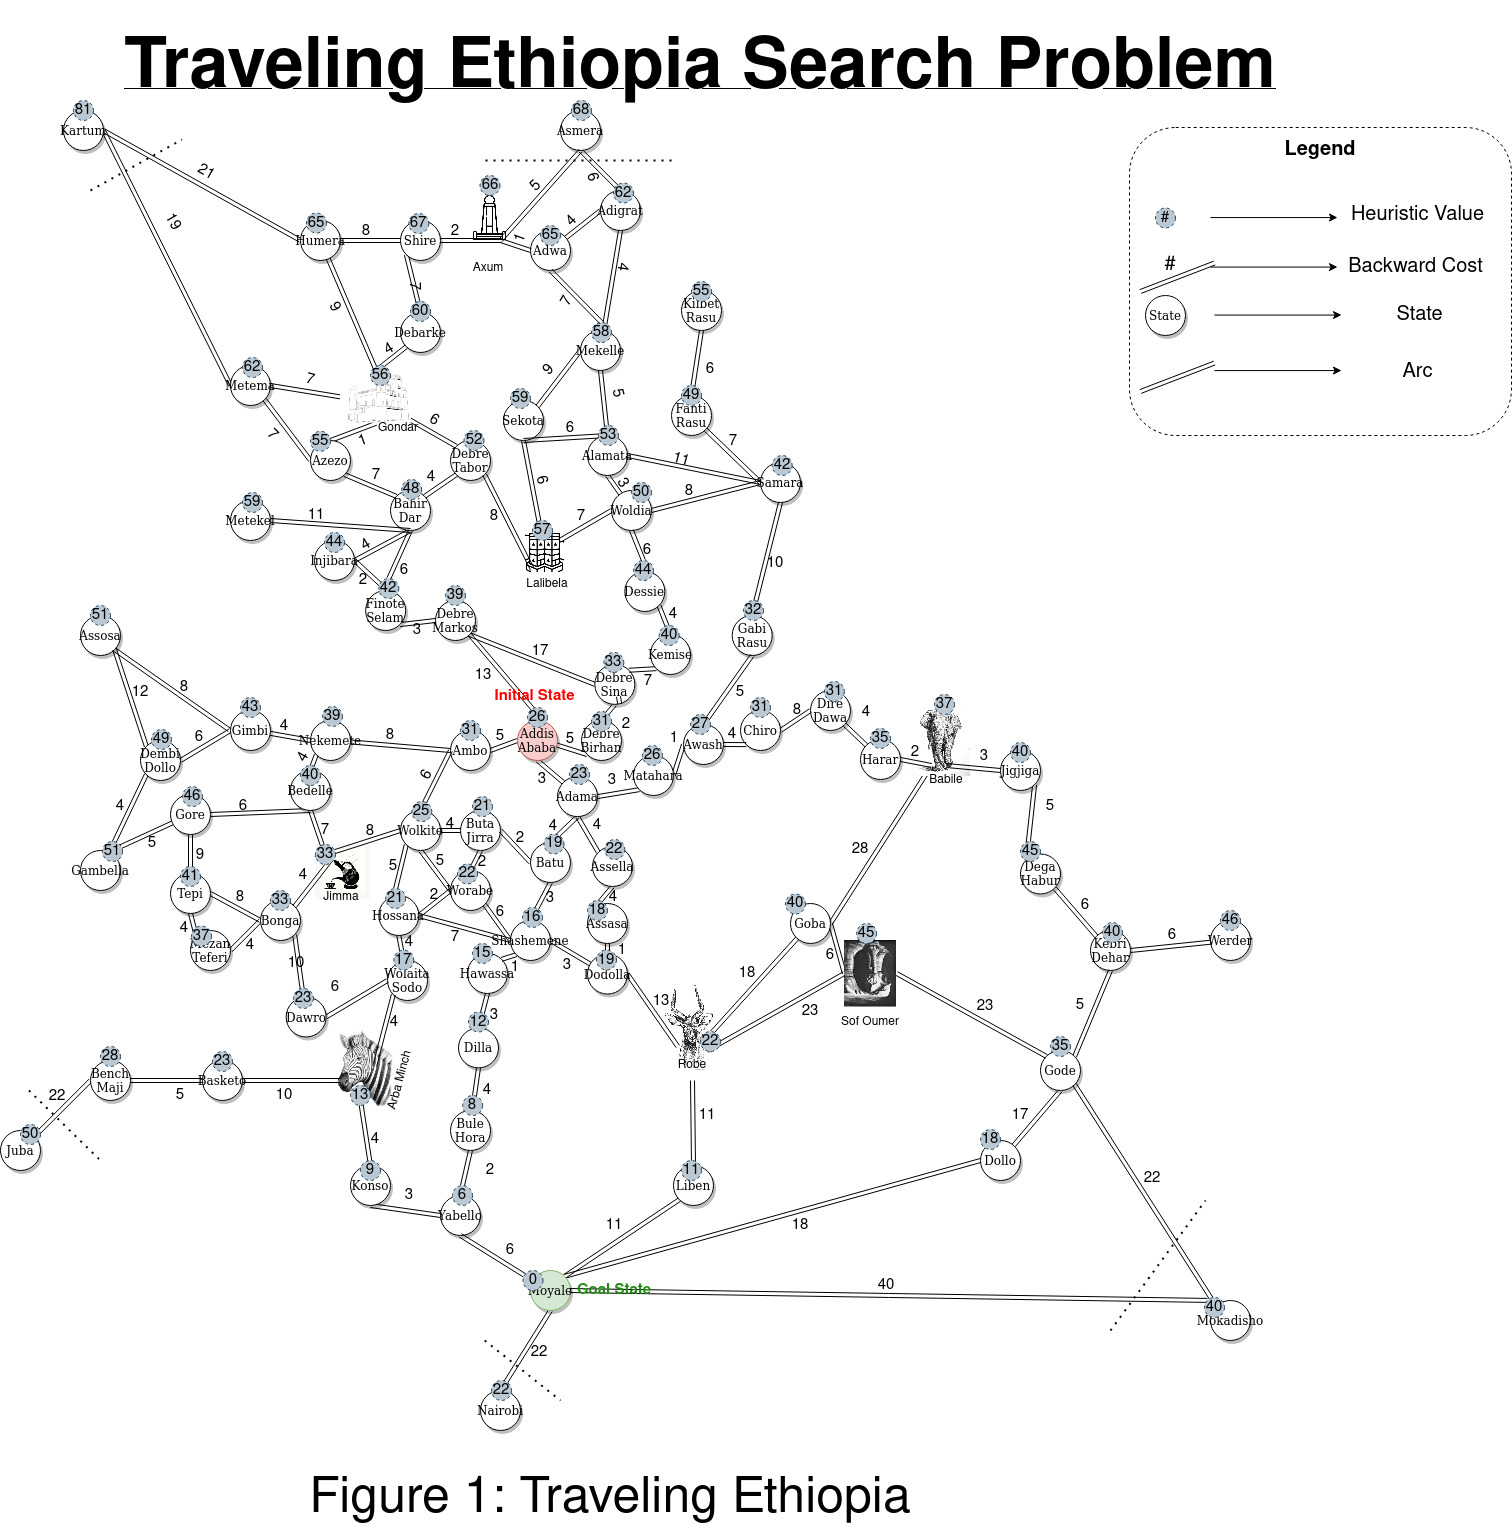 Traveling Ethiopia Search Problem
81
Kartum
68
Asmera
Legend
# Heuristic Value
# Backward Cost
State State
Arc
21
19
5
6
66
Axum
62
Adigrat
65
Humera
8
67
Shire
2
1
65
Adwa
4
4
7
9
7
60
Debarke
4
58
Mekelle
55
Kilbet
Rasu
6
62
Metema
7
56
Gondar
9
5
49
Fanti
Rasu
7
59
Sekota
7
55
Azezo
1
6
52
Debre
Tabor
6
53
Alamata
11
42
Samara
7
4
48
Bahir
Dar
8
6
3
50
Woldia
8
7
59
Metekel
11
57
Lalibela
44
Injibara
4
2
6
42
Finote
Selam
3
39
Debre
Markos
6
44
Dessie
4
40
Kemise
10
32
Gabi
Rasu
17
13
33
Debre
Sina
7
2
51
Assosa
12
8
Initial State
26
Addis
Ababa
5
31
Debre
Birhan
5
43
Gimbi
4
39
Nekemete
8
31
Ambo
5
49
Dembi
Dollo
6
4
27
Awash
4
31
Chiro
8
31
Dire
Dawa
4
35
Harar
2
37
Babile
3
40
Jigjiga
1
26
Matahara
3
3
23
Adama
40
Bedelle
6
4
46
Gore
6
7
5
51
Gambella
9
33
Jimma
8
25
Wolkite
4
21
Buta
Jirra
2
4
4
19
Batu
22
Assella
28
5
45
Dega
Habur
41
Tepi
8
4
33
Bonga
5
5
2
22
Worabe
3
4
37
Mezan
Teferi
4
4
10
21
Hossana
2
6
7
16
Shashemene
18
Assasa
1
40
Goba
6
45
Sof Oumer
6
40
Kebri
Dehar
6
46
Werder
4
17
Wolaita
Sodo
15
Hawassa
1
3
19
Dodolla
13
18
23
23
5
23
Dawro
6
4
3
12
Dilla
22
Robe
35
Gode
28
Bench
Maji
5
23
Basketo
10
13
Arba Minch
22
50
Juba
4
4
8
Bule
Hora
11
17
18
Dollo
22
9
Konso
3
2
6
Yabello
11
Liben
6
11
18
0
Moyale
Goal State
40
40
Mokadisho
22
22
Nairobi
Figure 1: Traveling Ethiopia